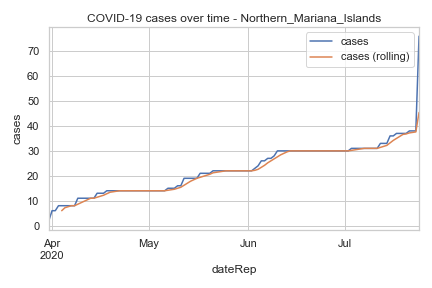 COVID-19 cases over time - Northern_Mariana_Islands
cases
cases (rolling)
cases
70
60
50
40
30
20
10
0
Apr
2020
May
Jun
Jul
dateRep